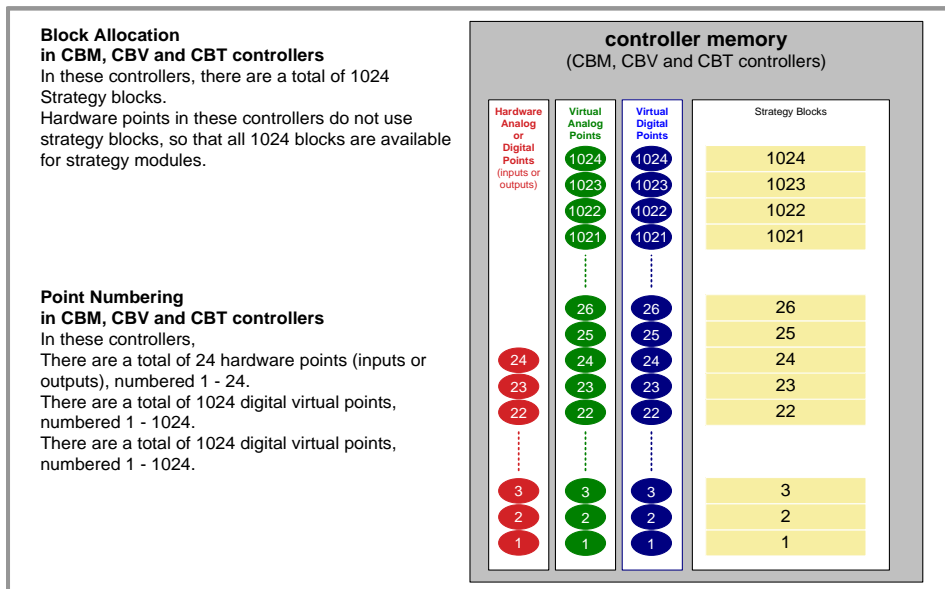 Block Allocation
in CBM, CBV and CBT controllers
In these controllers, there are a total of 1024
Strategy blocks.
Hardware points in these controllers do not use
strategy blocks, so that all 1024 blocks are available
for strategy modules.
Point Numbering
in CBM, CBV and CBT controllers
In these controllers,
There are a total of 24 hardware points (inputs or
outputs), numbered 1 - 24.
There are a total of 1024 digital virtual points,
numbered 1 - 1024.
There are a total of 1024 digital virtual points,
numbered 1 - 1024.
controller memory
(CBM, CBV and CBT controllers)
Hardware
Analog
or
Digital
Points
(inputs or
outputs)
24
23
22
3
2
1
Virtual
Analog
Points
1024
1023
1022
1021
26
25
24
23
22
3
2
1
Virtual
Digital
Points
1024
1023
1022
1021
26
25
24
23
22
3
2
1
Strategy Blocks
1024
1023
1022
1021
26
25
24
23
22
3
2
1